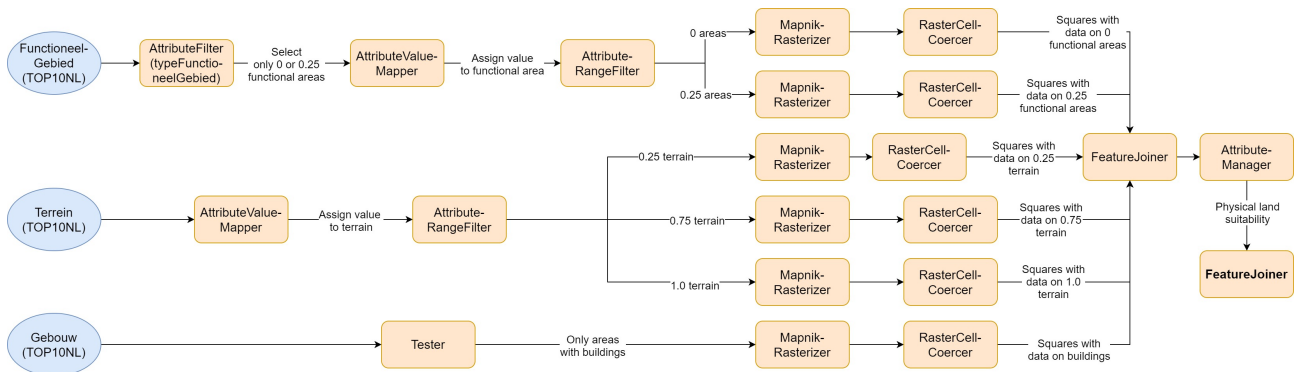 Functioneel-
Gebied
(TOP10NL)
AttributeFilter
(typeFunctio-
neelGebied)
Select
only 0 or 0.25
functional areas
AttributeValue-
Mapper
Assign value
to functional area
Attribute-
RangeFilter
0 areas
Mapnik-
Rasterizer
RasterCell-
Coercer
Squares with
data on 0
functional areas
0.25 areas
Mapnik-
Rasterizer
RasterCell-
Coercer
Squares with
data on 0.25
functional areas
Terrein
(TOP10NL)
AttributeValue-
Mapper
Assign value
to terrain
Attribute-
RangeFilter
0.25 terrain
Mapnik-
Rasterizer
RasterCell-
Coercer
Squares with
data on 0.25
terrain
0.75 terrain
Mapnik-
Rasterizer
RasterCell-
Coercer
Squares with
data on 0.75
terrain
1.0 terrain
Mapnik-
Rasterizer
RasterCell-
Coercer
Squares with
data on 1.0
terrain
Gebouw
(TOP10NL)
Tester
Only areas
with buildings
Mapnik-
Rasterizer
RasterCell-
Coercer
Squares with
data on buildings
FeatureJoiner
Attribute-
Manager
Physical land
suitability
FeatureJoiner